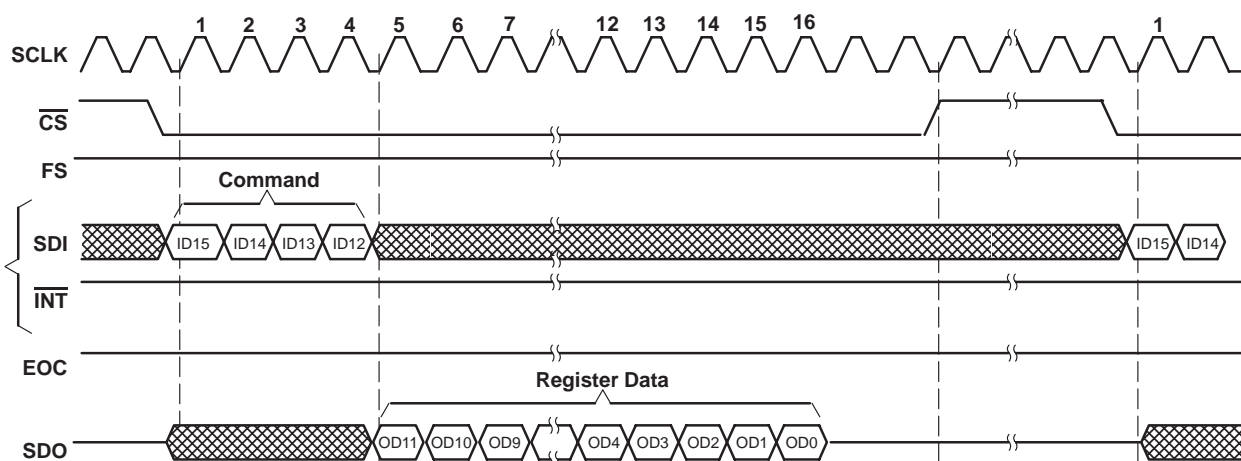 1 2 3 4 5 6 7 12 13 14 15 16 1
SCLK
CS
FS
Command
SDI ID15 ID14 ID13 ID12 ID15 ID14
INT
EOC
Register Data
SDO OD11 OD10 OD9 OD4 OD3 OD2 OD1 OD0